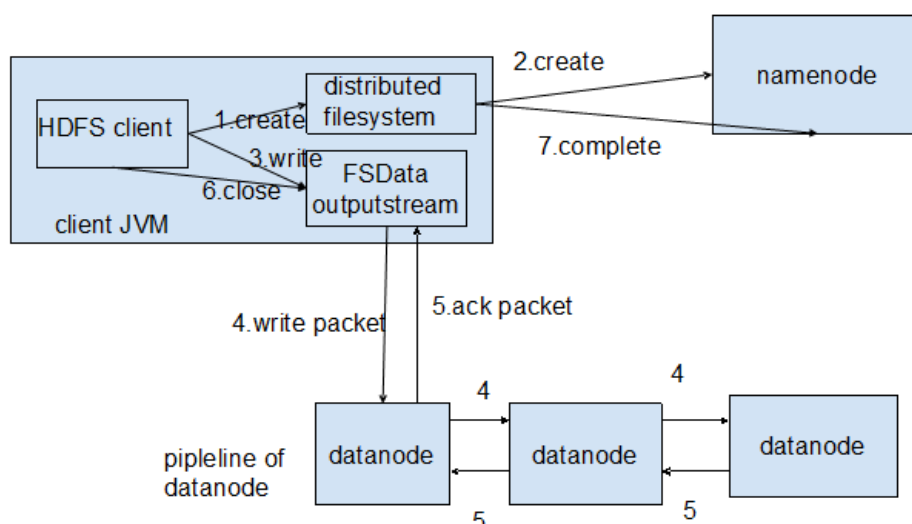 distributed
filesystem
2.create
namenode
HDFS client
1.create
7.complete
3.write
FSData
outputstream
6.close
client JVM
4.write packet
5.ack packet
4
4
datanode
datanode
datanode
pipleline of
datanode
5
5